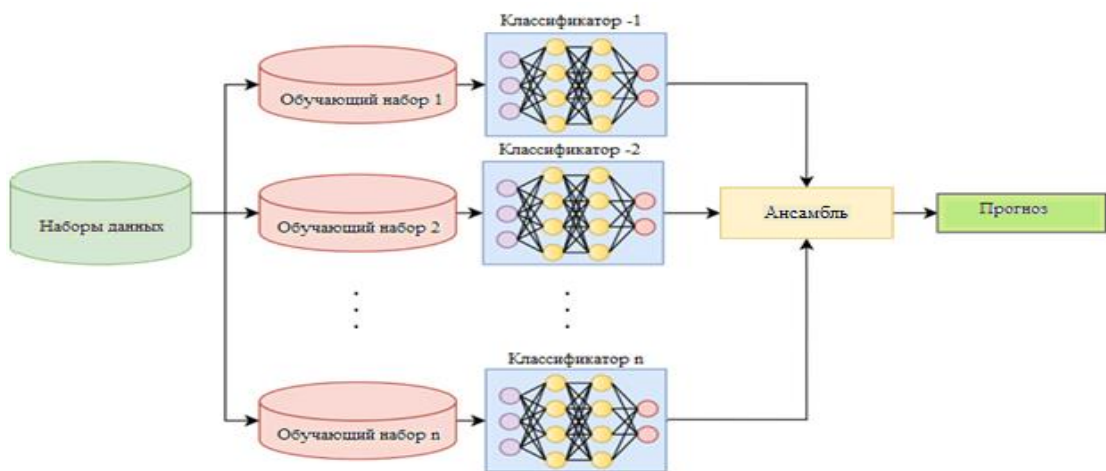 Классификатор -1
Обучающий набор 1
Классификатор -2
Наборы данных
Обучающий набор 2
Ансамбль
Прогноз
Классификатор n
Обучающий набор n